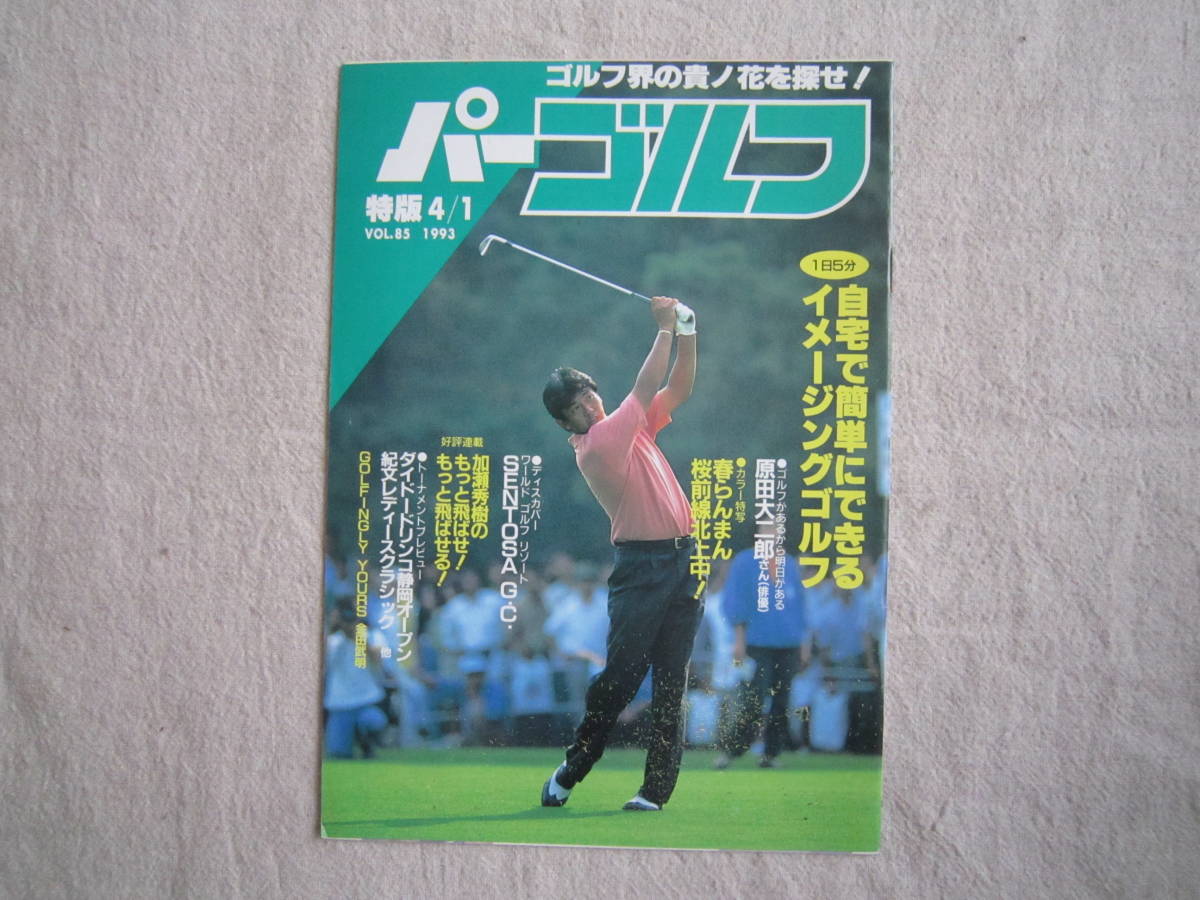 ゴルフ界の貴ノ花を探せ！
パーゴルフ
特版 4/1
VOL.85 1993
1日5分
自宅で簡単にできる
イメージングゴルフ
●ゴルフがあるから明日がある
原田大二郎さん(俳優)
●カラー特写
春らんまん
桜前線北上中！
●ディスカバー
ワールド ゴルフ リゾート
SENTOSA G.C.
好評連載
加瀬秀樹の
もっと飛ばせ！
もっと飛ばせる！
●トーナメントプレビュー
ダイドードリンコ静岡オープン
紀文レディースクラシック 他
GOLF-INGLY YOURS 金田武明